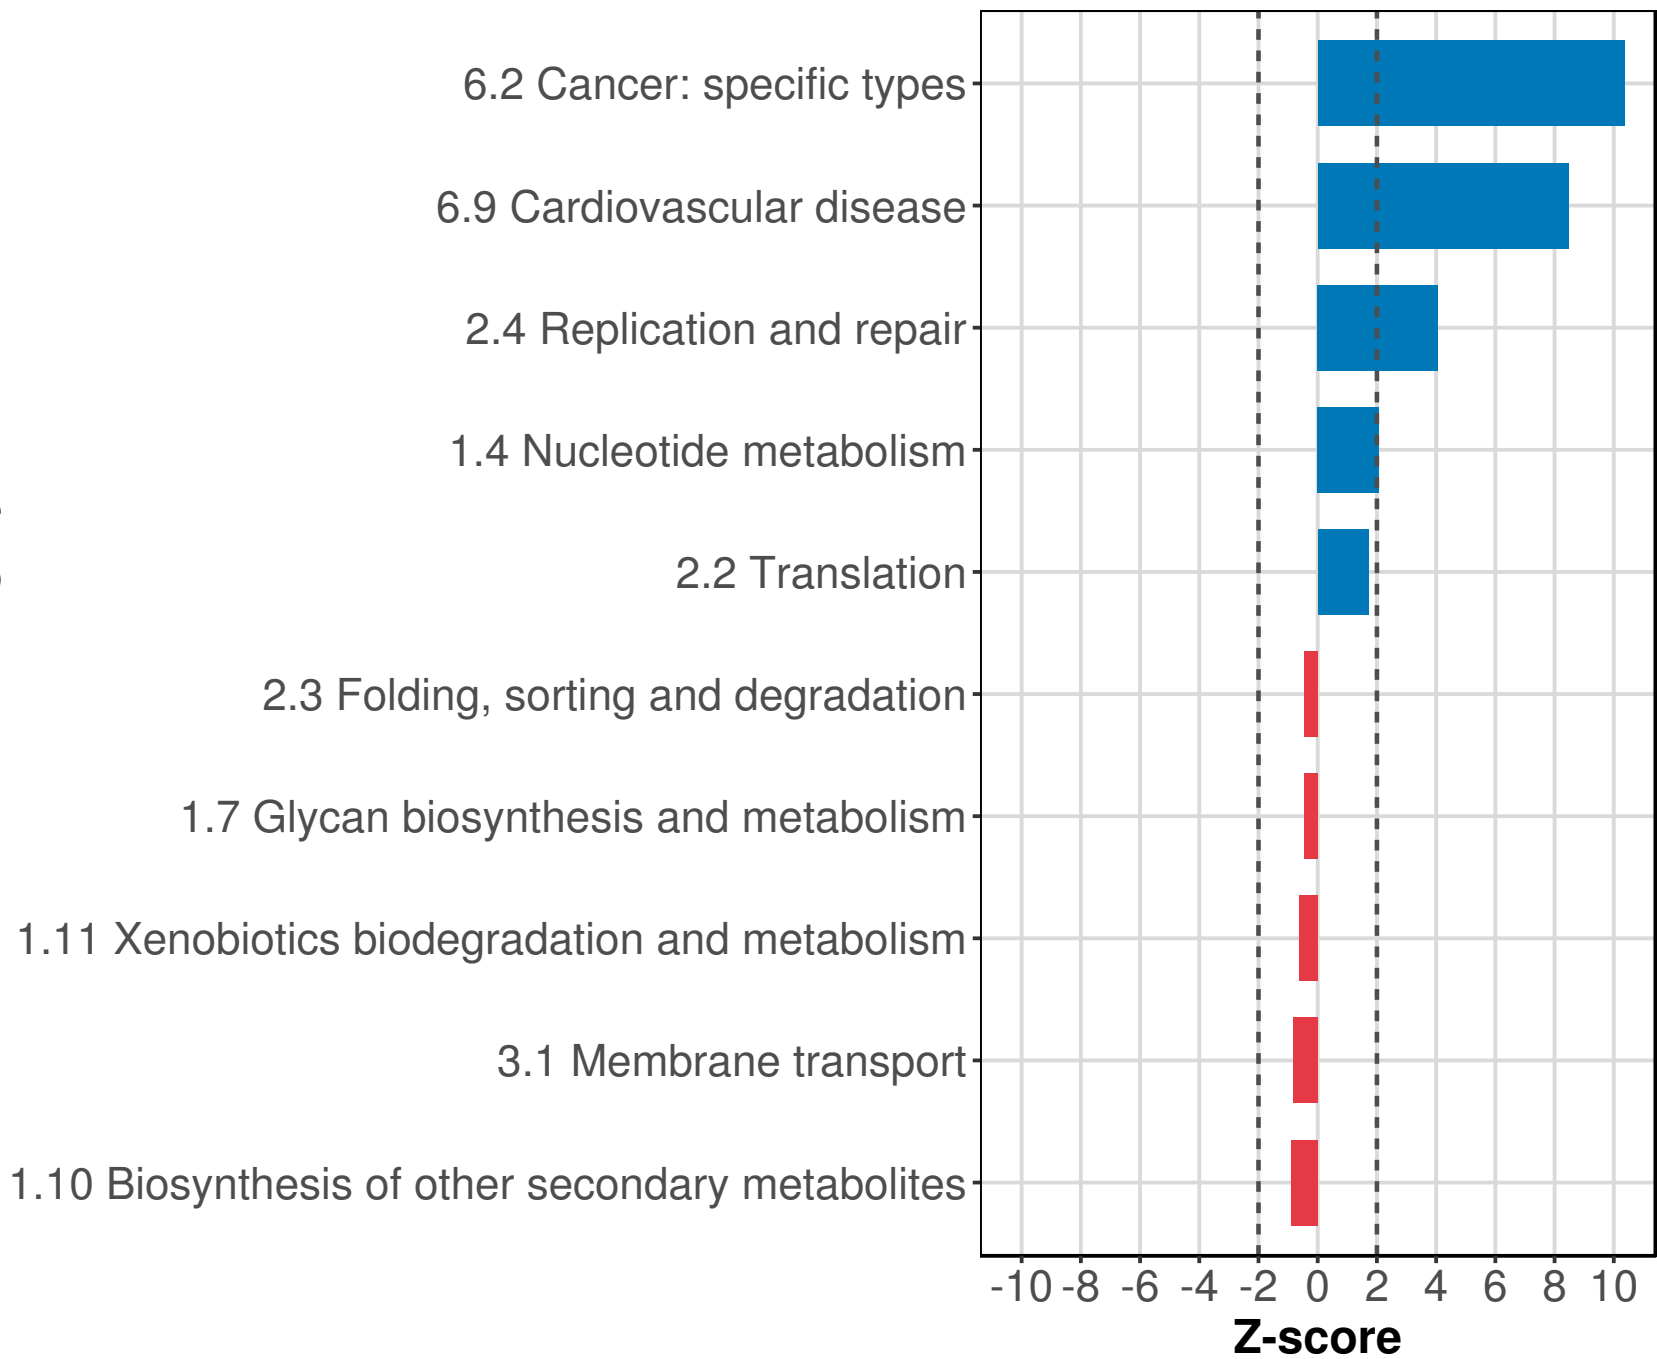 6.2 Cancer: specific types
6.9 Cardiovascular disease
2.4 Replication and repair
1.4 Nucleotide metabolism
2.2 Translation
2.3 Folding, sorting and degradation
1.7 Glycan biosynthesis and metabolism
1.11 Xenobiotics biodegradation and metabolism
3.1 Membrane transport
1.10 Biosynthesis of other secondary metabolites
-10 -8 -6 -4 -2 0 2 4 6 8 10
Z-score